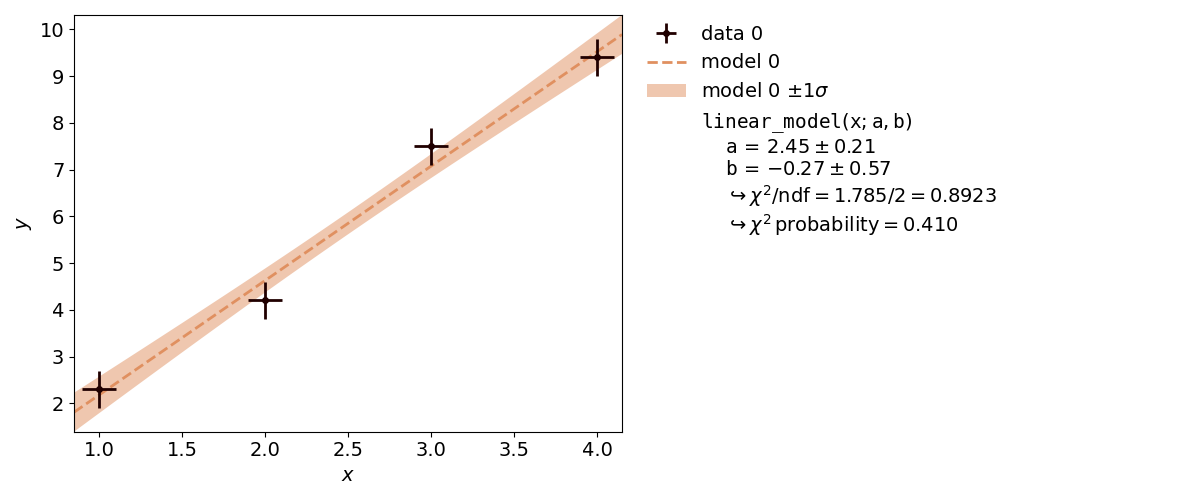 10
9
8
7
6
5
4
3
2
y
1.0 1.5 2.0 2.5 3.0 3.5 4.0
x
data 0
model 0
model 0 ±1σ
linear_model(x; a, b)
a = 2.45 ± 0.21
b = −0.27 ± 0.57
↪ χ²/ndf = 1.785/2 = 0.8923
↪ χ² probability = 0.410